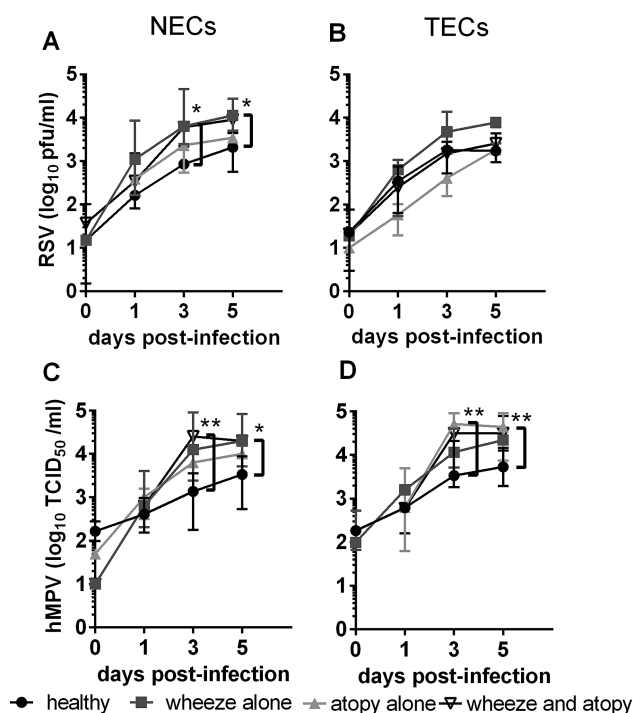 NECs
TECs
A
B
RSV (log10 pfu/ml)
5
4
3
2
1
0
*
*
0 1 3 5
days post-infection
5
4
3
2
1
0
0 1 3 5
days post-infection
C
D
hMPV (log10 TCID50 /ml)
5
4
3
2
1
0
**
*
0 1 3 5
days post-infection
5
4
3
2
1
0
**
**
0 1 3 5
days post-infection
healthy wheeze alone atopy alone wheeze and atopy